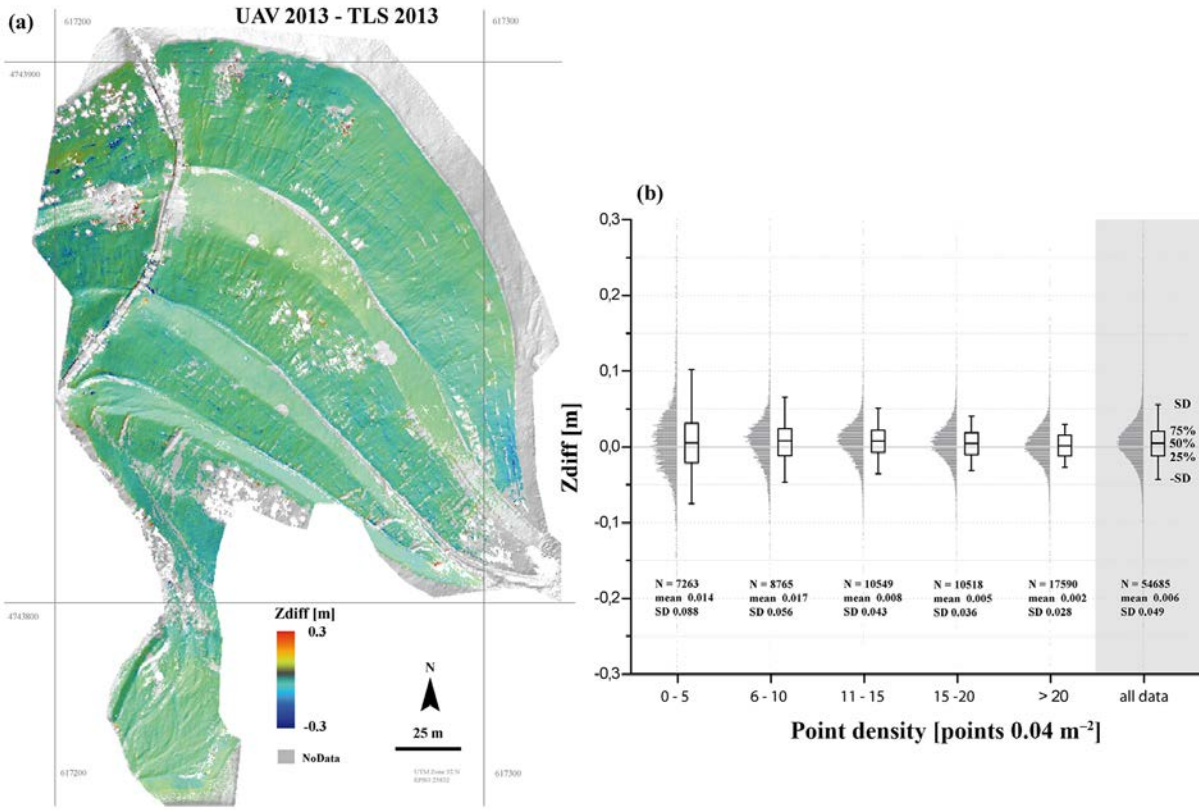 (a)
UAV 2013 - TLS 2013
617200
617300
4743900
4743800
Zdiff [m]
0.3
-0.3
NoData
N
25 m
UTM Zone 32 N
617200
617300
(b)
Zdiff [m]
0,3
0,2
0,1
0,0
-0,1
-0,2
-0,3
SD
75%
50%
25%
-SD
N = 7263
mean 0.014
SD 0.088
N = 8765
mean 0.017
SD 0.056
N = 10549
mean 0.008
SD 0.043
N = 10518
mean 0.005
SD 0.036
N = 17590
mean 0.002
SD 0.028
N = 54685
mean 0.006
SD 0.049
0 - 5
6 - 10
11 - 15
15 - 20
> 20
all data
Point density [points 0.04 m⁻²]